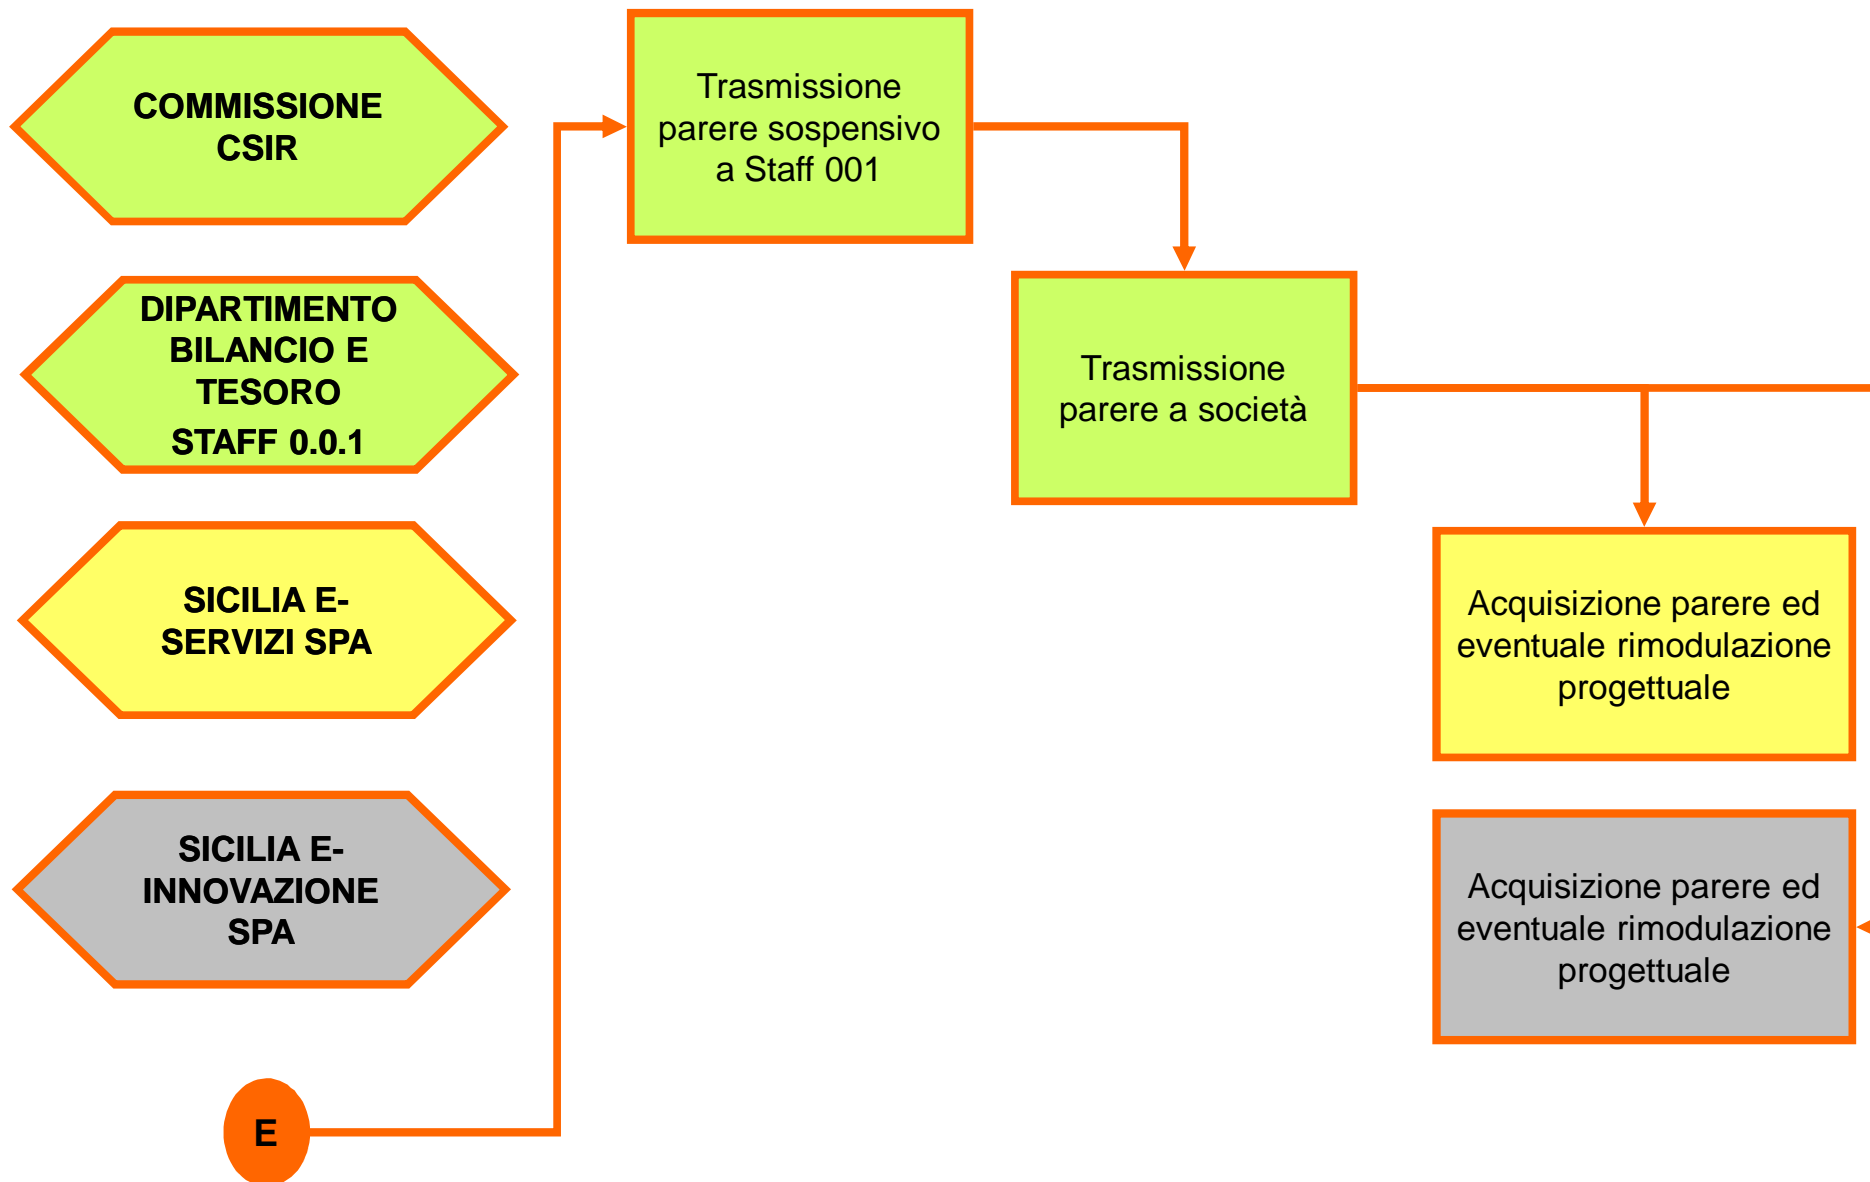 COMMISSIONE
CSIR
Trasmissione
parere sospensivo
a Staff 001
DIPARTIMENTO
BILANCIO E
TESORO
STAFF 0.0.1
Trasmissione
parere a società
SICILIA E-
SERVIZI SPA
Acquisizione parere ed
eventuale rimodulazione
progettuale
SICILIA E-
INNOVAZIONE
SPA
Acquisizione parere ed
eventuale rimodulazione
progettuale
E